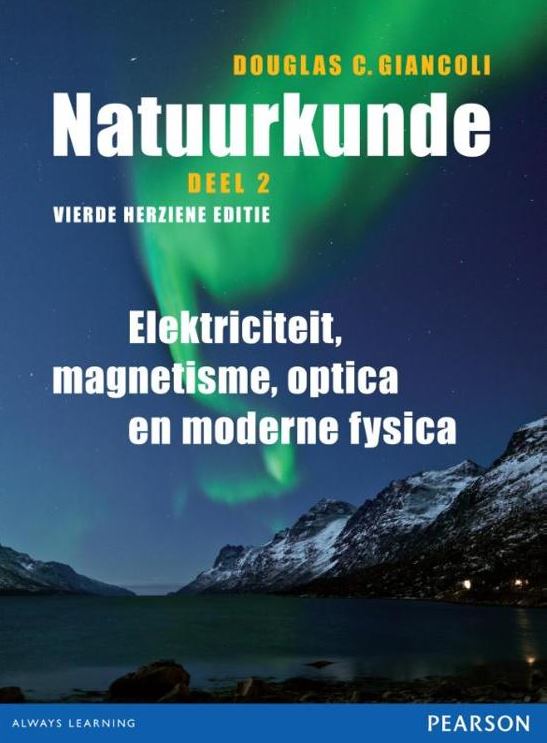 DOUGLAS C. GIANCOLI
Natuurkunde
DEEL 2
VIERDE HERZIENE EDITIE
Elektriciteit,
magnetisme, optica
en moderne fysica
ALWAYS LEARNING
PEARSON